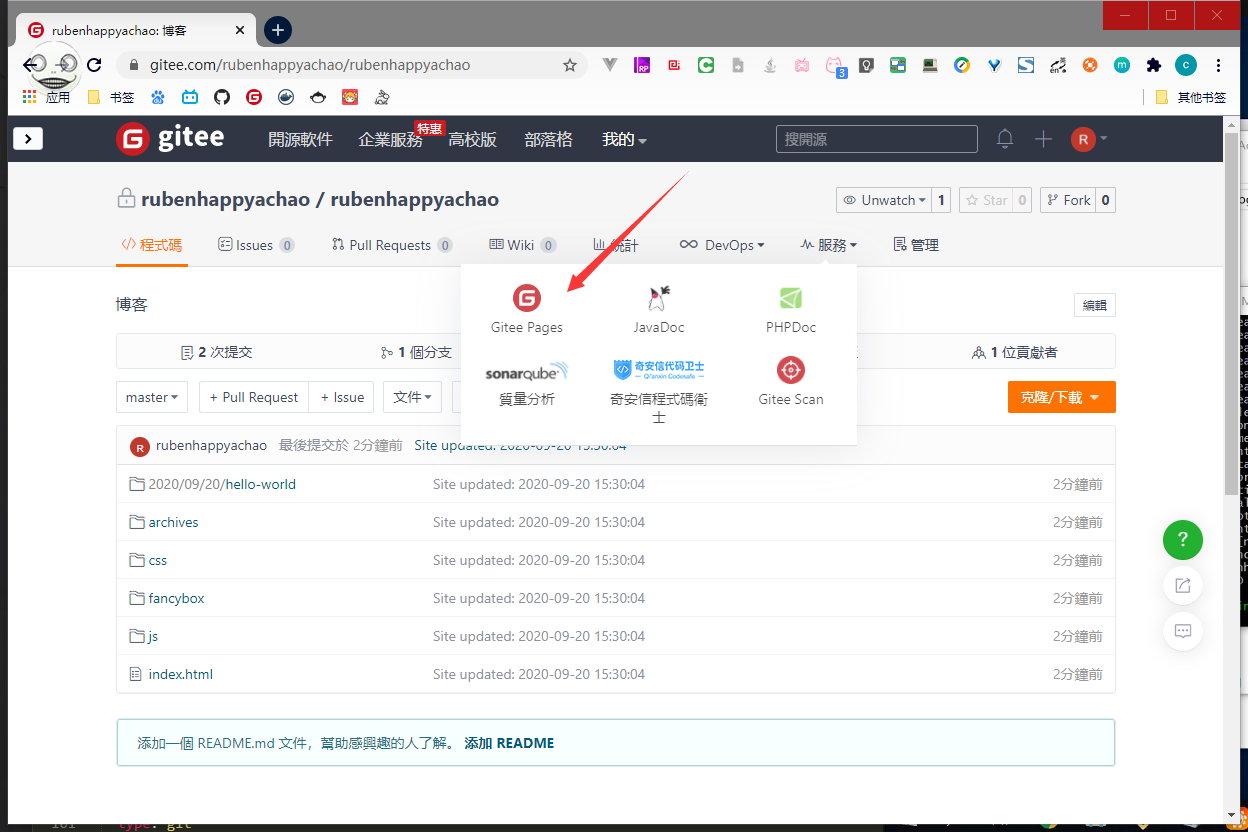 rubenhappyachao: 博客
gitee.com/rubenhappyachao/rubenhappyachao
应用 书签 其他书签
gitee 開源軟件 企業服務 特惠 高校版 部落格 我的 搜開源 R
rubenhappyachao / rubenhappyachao Unwatch 1 Star 0 Fork 0
程式碼 Issues 0 Pull Requests 0 Wiki 0 統計 DevOps 服務 管理
博客 編輯
Gitee Pages JavaDoc PHPDoc
2 次提交 1 個分支 1 位貢獻者
sonarqube 奇安信代码卫士
Qi'anxin Codesafe
master + Pull Request + Issue 文件 克隆/下載
質量分析 奇安信程式碼衛士 Gitee Scan
rubenhappyachao 最後提交於 2分鐘前 Site updated: 2020-09-20 15:30:04
2020/09/20/hello-world Site updated: 2020-09-20 15:30:04 2分鐘前
archives Site updated: 2020-09-20 15:30:04 2分鐘前
css Site updated: 2020-09-20 15:30:04 2分鐘前
fancybox Site updated: 2020-09-20 15:30:04 2分鐘前
js Site updated: 2020-09-20 15:30:04 2分鐘前
index.html Site updated: 2020-09-20 15:30:04 2分鐘前
添加一個 README.md 文件，幫助感興趣的人了解。 添加 README
type: git